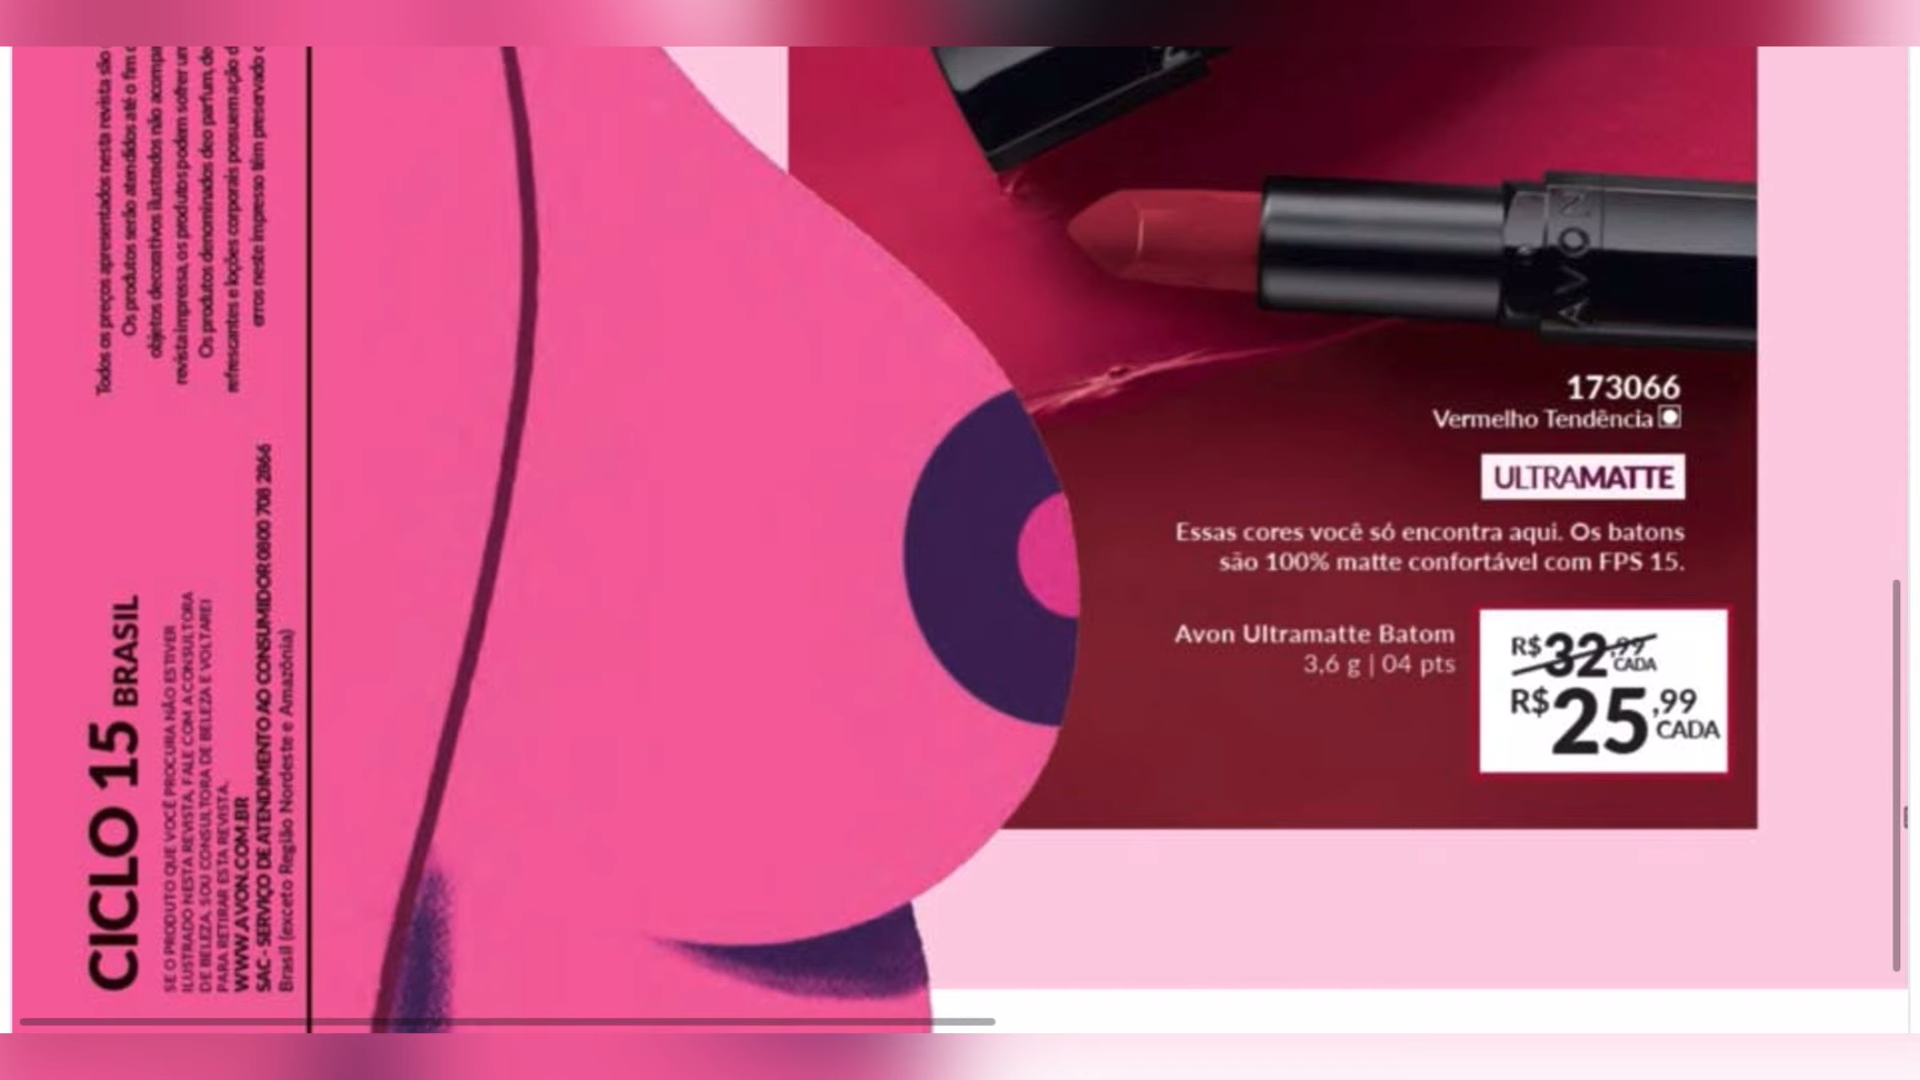 Todos os preços apresentados nesta revista são
Os produtos serão atendidos até o fim
objetos decorativos ilustrados não
revista impressa, os produtos podem sofrer
Os produtos denominados deo parfum, de
refrescantes e loções corporais possuem ação
erros neste impresso têm preservado
CICLO 15 BRASIL
SE O PRODUTO QUE VOCÊ PROCURA NÃO ESTIVER
ILUSTRADO NESTA REVISTA, FALE COM A CONSULTORA
DE BELEZA. SOU CONSULTORA DE BELEZA E VOLTAREI
PARA RETIRAR ESTA REVISTA.
WWW.AVON.COM.BR
SAC - SERVIÇO DE ATENDIMENTO AO CONSUMIDOR 0800 708 2866
Brasil (exceto Região Nordeste e Amazônia)
AVON
173066
Vermelho Tendência
ULTRAMATTE
Essas cores você só encontra aqui. Os batons
são 100% matte confortável com FPS 15.
Avon Ultramatte Batom
3,6 g | 04 pts
R$32,99 CADA
R$25,99 CADA